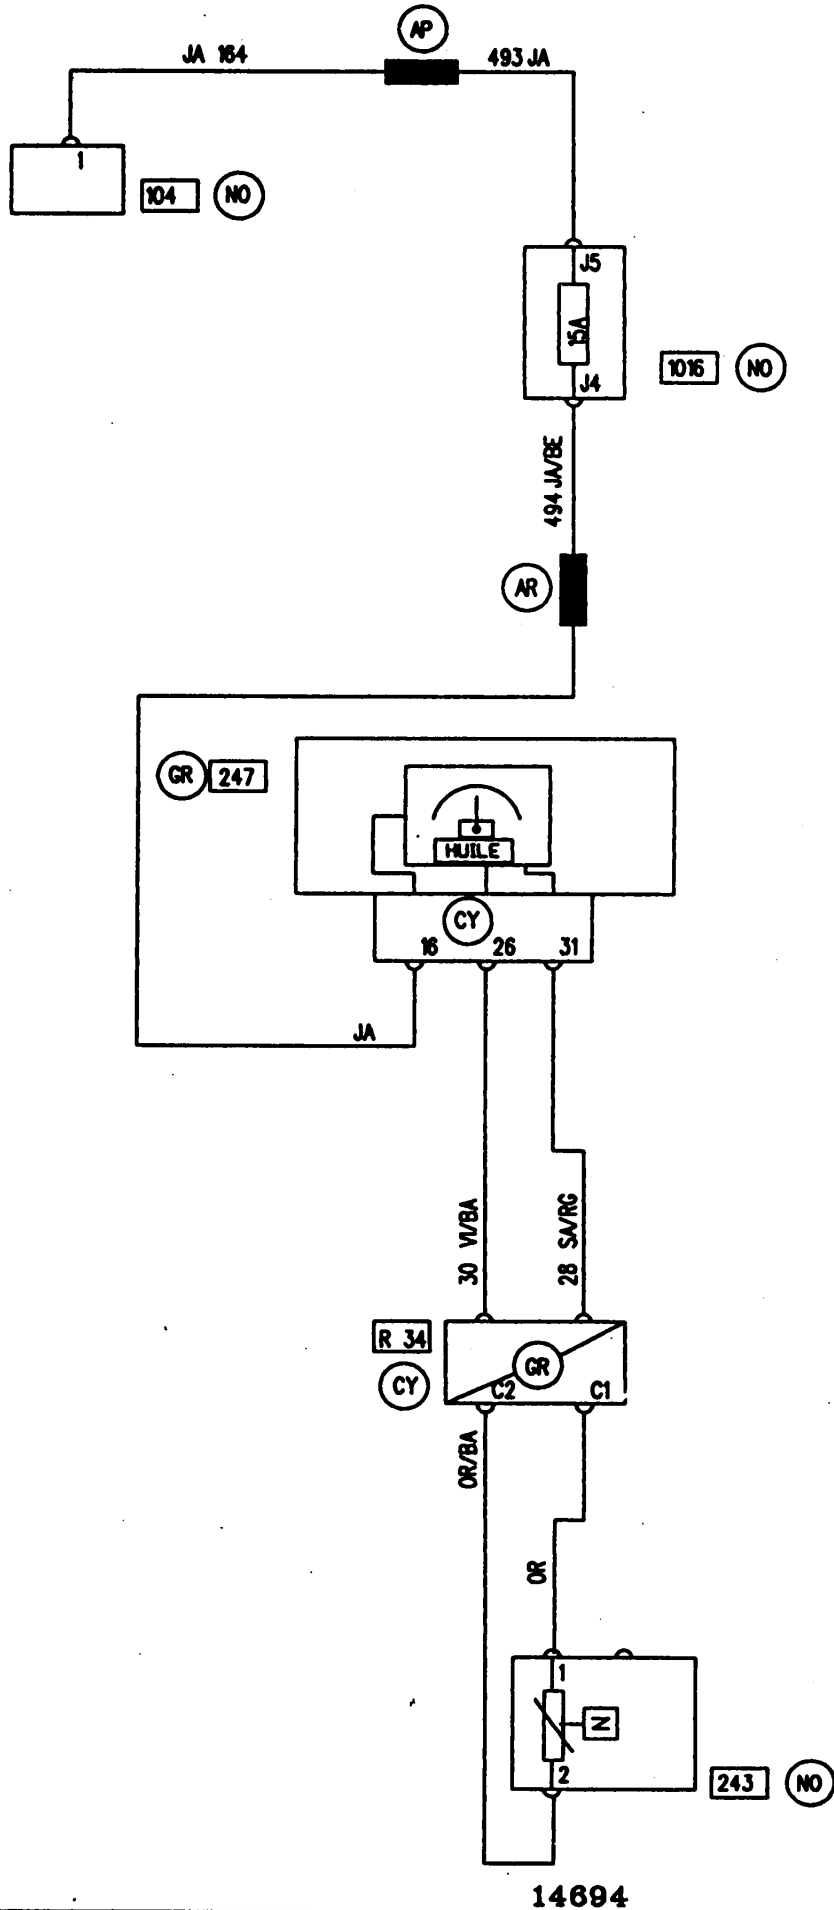 AP
JA 164
493 JA
1
104
NO
J5
15A
J4
1016
NO
494 JA/BE
AR
GR
247
HUILE
CY
16
26
31
JA
30 VI/BA
28 SA/RG
R 34
GR
CY
C2
C1
OR/BA
OR
1
N
2
243
NO
14694